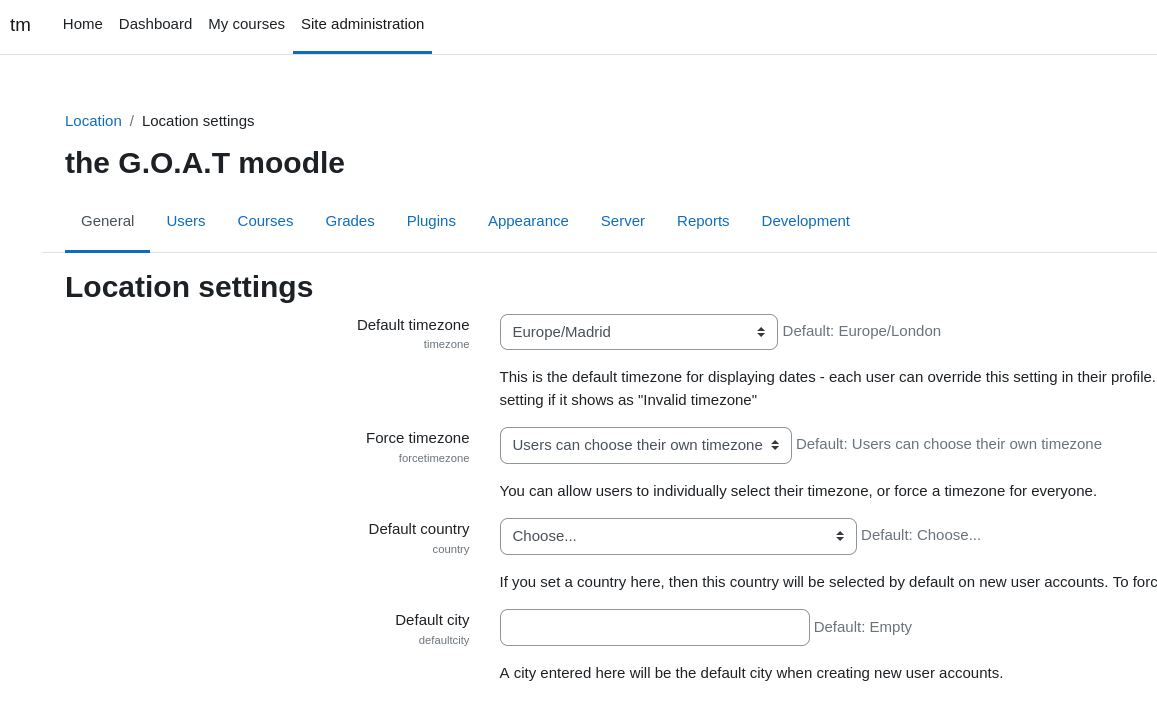 tm Home Dashboard My courses Site administration
Location / Location settings
the G.O.A.T moodle
General Users Courses Grades Plugins Appearance Server Reports Development
Location settings
Default timezone Europe/Madrid Default: Europe/London
timezone
This is the default timezone for displaying dates - each user can override this setting in their profile.
setting if it shows as "Invalid timezone"
Force timezone Users can choose their own timezone Default: Users can choose their own timezone
forcetimezone
You can allow users to individually select their timezone, or force a timezone for everyone.
Default country Choose... Default: Choose...
country
If you set a country here, then this country will be selected by default on new user accounts. To forc
Default city Default: Empty
defaultcity
A city entered here will be the default city when creating new user accounts.